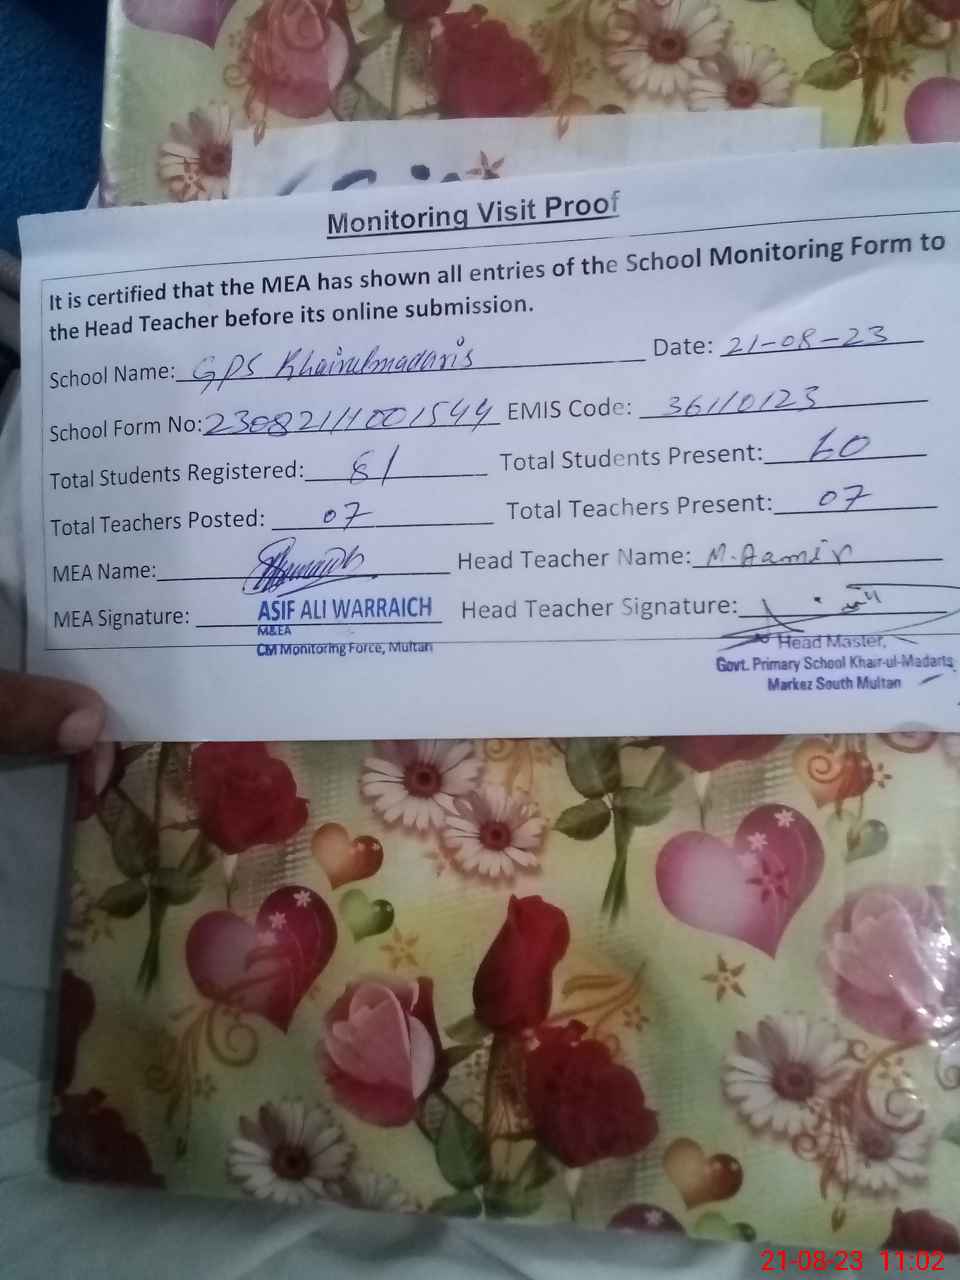 Monitoring Visit Proof
It is certified that the MEA has shown all entries of the School Monitoring Form to
the Head Teacher before its online submission.
School Name: GPS Khairulmadaris Date: 21-08-23
School Form No: 23082111001544 EMIS Code: 36110123
Total Students Registered: 81 Total Students Present: 60
Total Teachers Posted: 07 Total Teachers Present: 07
MEA Name: Head Teacher Name: M. Aamir
MEA Signature: ASIF ALI WARRAICH Head Teacher Signature:
M&EA
CM Monitoring Force, Multan
Head Master,
Govt. Primary School Khair-ul-Madaris
Markez South Multan
21-08-23 11:02